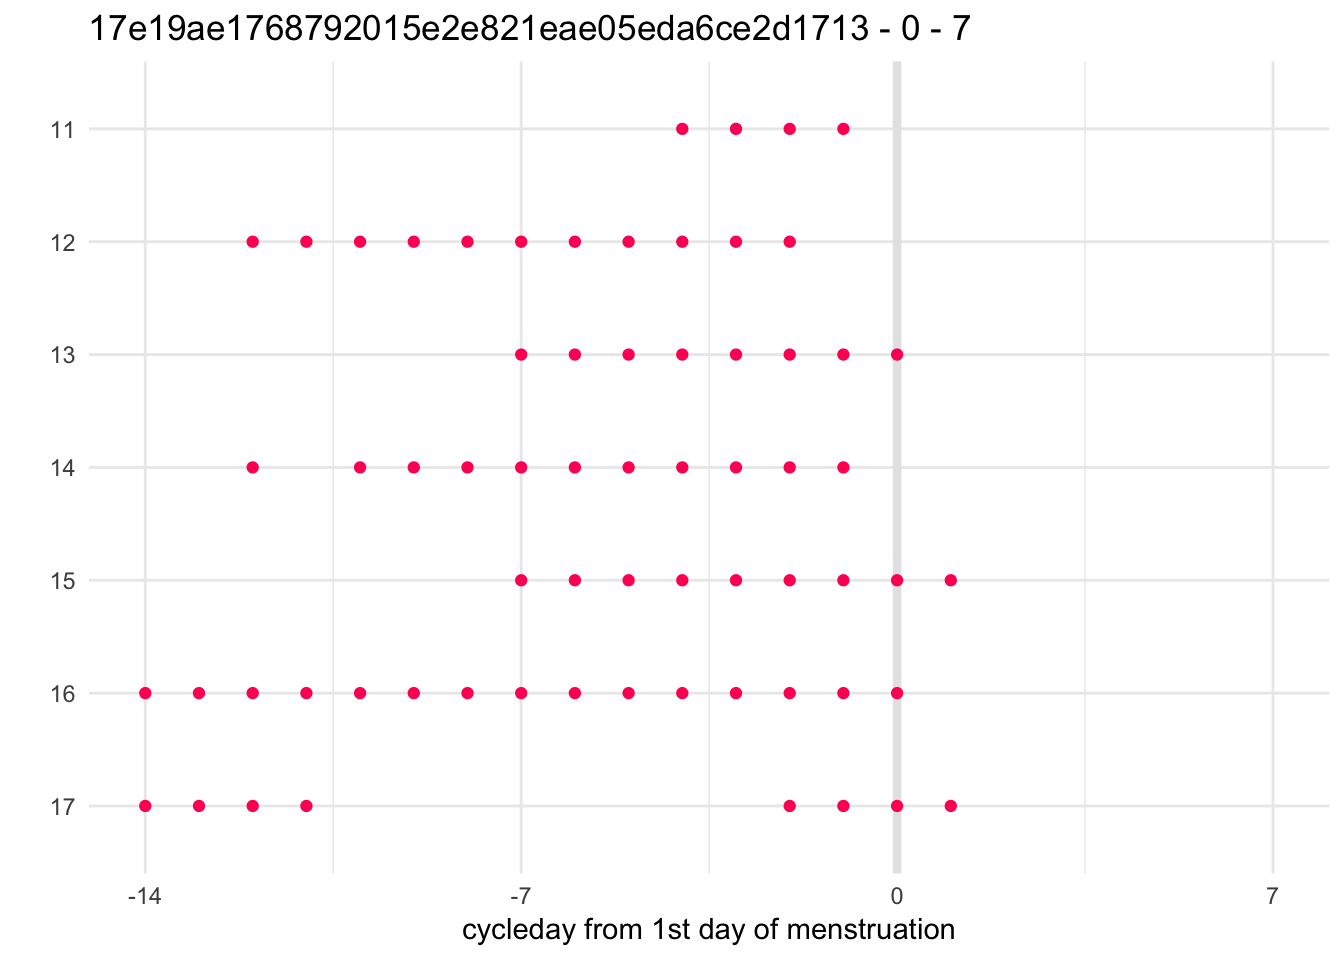 17e19ae1768792015e2e821eae05eda6ce2d1713 - 0 - 7
11
12
13
14
15
16
17
-14 -7 0 7
cycleday from 1st day of menstruation